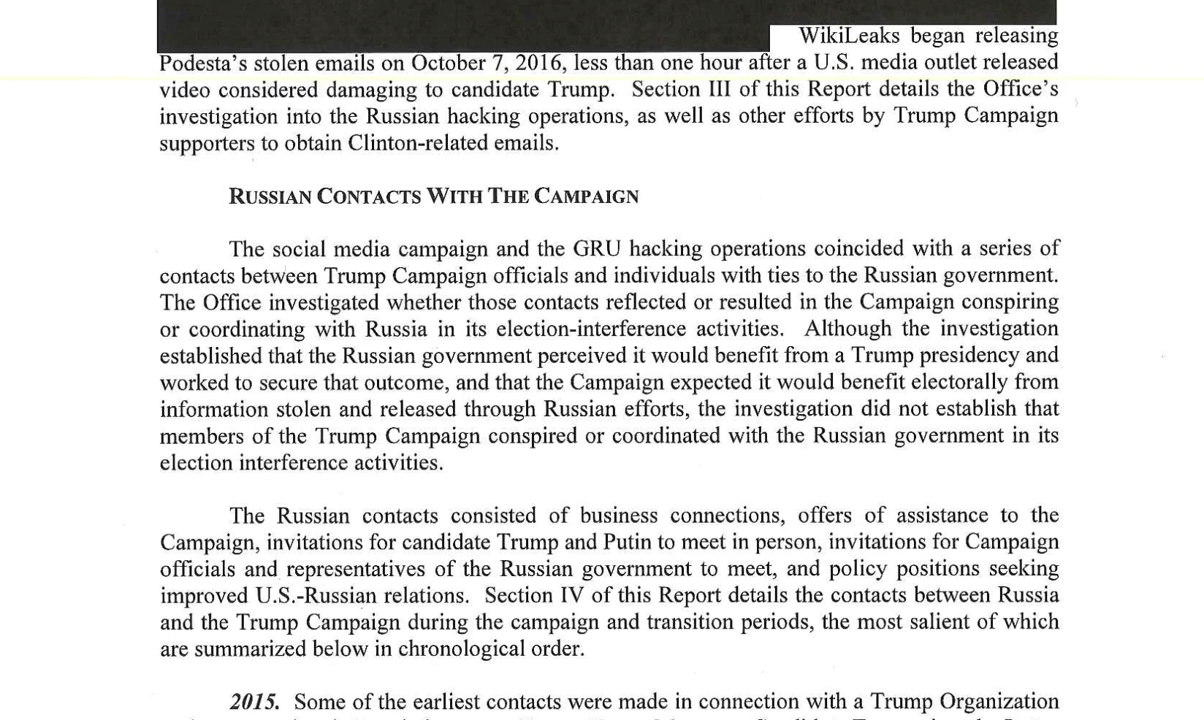 WikiLeaks began releasing
Podesta's stolen emails on October 7, 2016, less than one hour after a U.S. media outlet released
video considered damaging to candidate Trump. Section III of this Report details the Office's
investigation into the Russian hacking operations, as well as other efforts by Trump Campaign
supporters to obtain Clinton-related emails.
RUSSIAN CONTACTS WITH THE CAMPAIGN
The social media campaign and the GRU hacking operations coincided with a series of
contacts between Trump Campaign officials and individuals with ties to the Russian government.
The Office investigated whether those contacts reflected or resulted in the Campaign conspiring
or coordinating with Russia in its election-interference activities. Although the investigation
established that the Russian government perceived it would benefit from a Trump presidency and
worked to secure that outcome, and that the Campaign expected it would benefit electorally from
information stolen and released through Russian efforts, the investigation did not establish that
members of the Trump Campaign conspired or coordinated with the Russian government in its
election interference activities.
The Russian contacts consisted of business connections, offers of assistance to the
Campaign, invitations for candidate Trump and Putin to meet in person, invitations for Campaign
officials and representatives of the Russian government to meet, and policy positions seeking
improved U.S.-Russian relations. Section IV of this Report details the contacts between Russia
and the Trump Campaign during the campaign and transition periods, the most salient of which
are summarized below in chronological order.
2015. Some of the earliest contacts were made in connection with a Trump Organization